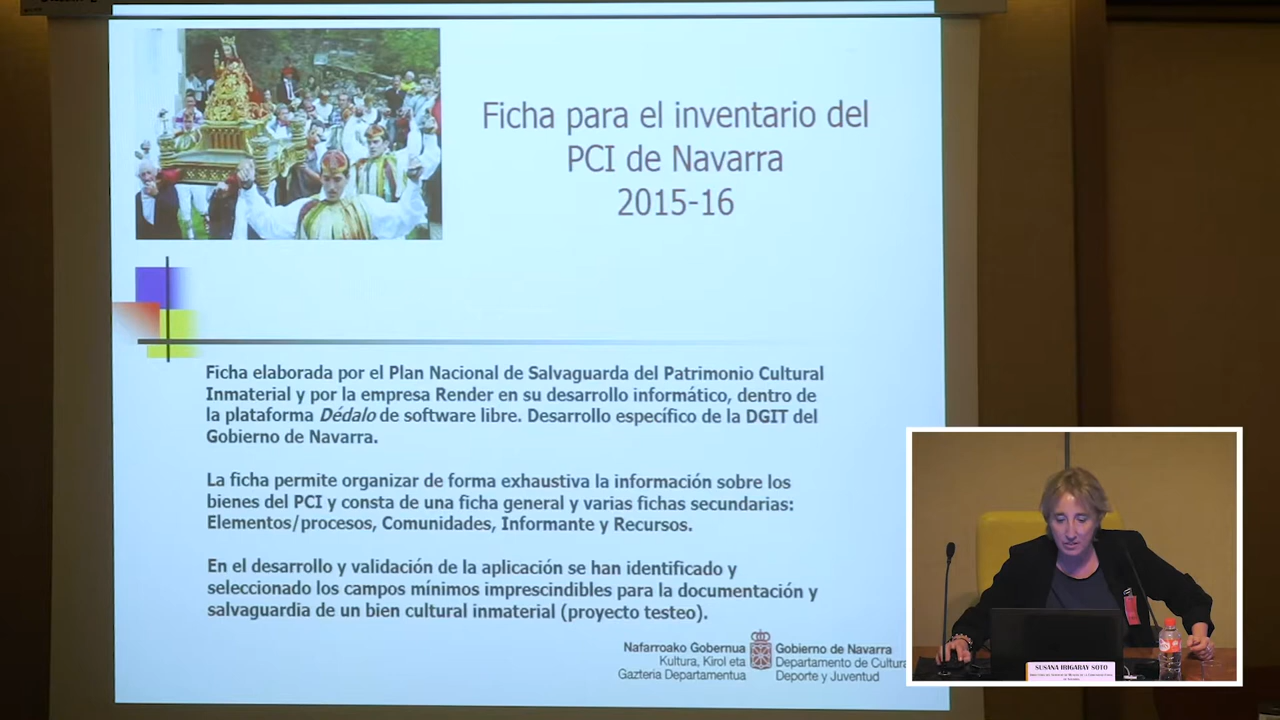 Ficha para el inventario del
PCI de Navarra
2015-16
Ficha elaborada por el Plan Nacional de Salvaguarda del Patrimonio Cultural
Inmaterial y por la empresa Render en su desarrollo informático, dentro de
la plataforma Dédalo de software libre. Desarrollo específico de la DGIT del
Gobierno de Navarra.
La ficha permite organizar de forma exhaustiva la información sobre los
bienes del PCI y consta de una ficha general y varias fichas secundarias:
Elementos/procesos, Comunidades, Informante y Recursos.
En el desarrollo y validación de la aplicación se han identificado y
seleccionado los campos mínimos imprescindibles para la documentación y
salvaguardia de un bien cultural inmaterial (proyecto testeo).
Nafarroako Gobernua
Kultura, Kirol eta
Gazteria Departamentua
Gobierno de Navarra
Departamento de Cultura
Deporte y Juventud
SUSANA IRIGARAY SOTO